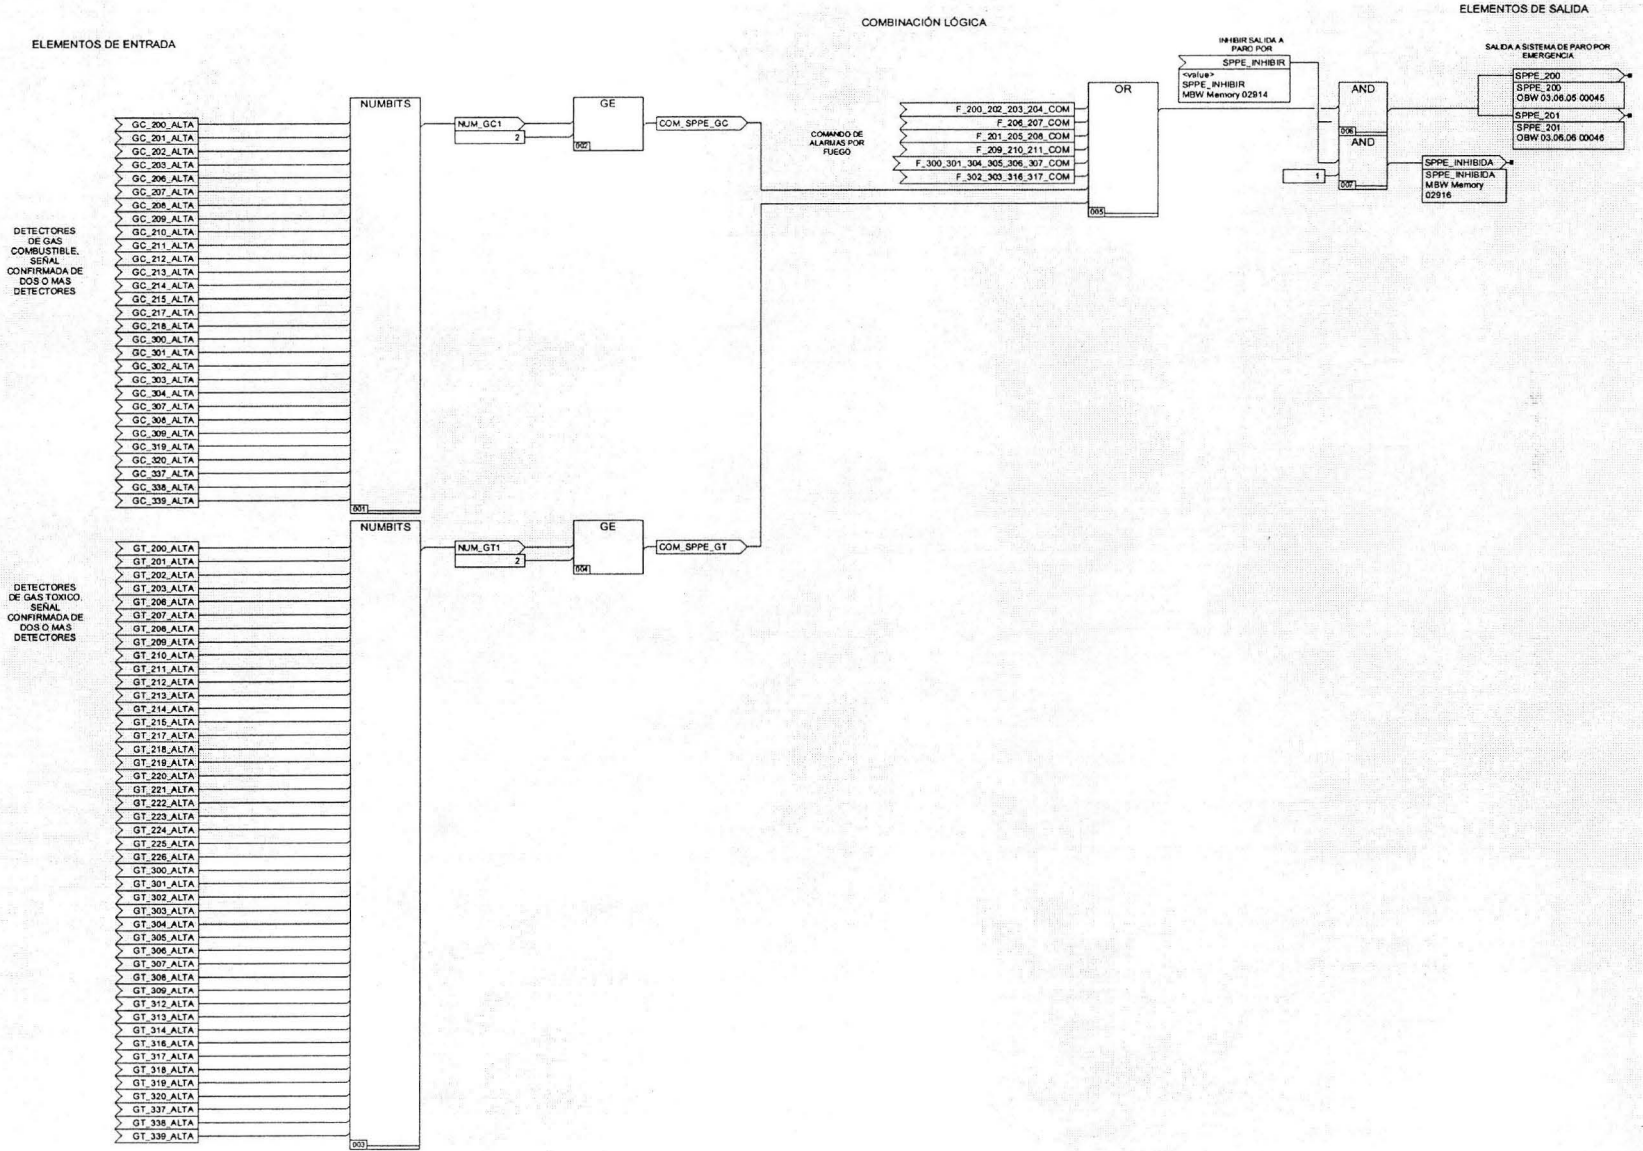 ELEMENTOS DE ENTRADA
COMBINACIÓN LÓGICA
ELEMENTOS DE SALIDA
DETECTORES
DE GAS
COMBUSTIBLE,
SEÑAL
CONFIRMADA DE
DOS O MAS
DETECTORES
GC_200_ALTA
GC_201_ALTA
GC_202_ALTA
GC_203_ALTA
GC_206_ALTA
GC_207_ALTA
GC_208_ALTA
GC_209_ALTA
GC_210_ALTA
GC_211_ALTA
GC_212_ALTA
GC_213_ALTA
GC_214_ALTA
GC_215_ALTA
GC_217_ALTA
GC_218_ALTA
GC_300_ALTA
GC_301_ALTA
GC_302_ALTA
GC_303_ALTA
GC_304_ALTA
GC_307_ALTA
GC_308_ALTA
GC_309_ALTA
GC_319_ALTA
GC_320_ALTA
GC_337_ALTA
GC_338_ALTA
GC_339_ALTA
NUMBITS
001
NUM_GC1
2
GE
002
COM_SPPE_GC
DETECTORES
DE GAS TOXICO,
SEÑAL
CONFIRMADA DE
DOS O MAS
DETECTORES
GT_200_ALTA
GT_201_ALTA
GT_202_ALTA
GT_203_ALTA
GT_206_ALTA
GT_207_ALTA
GT_208_ALTA
GT_209_ALTA
GT_210_ALTA
GT_211_ALTA
GT_212_ALTA
GT_213_ALTA
GT_214_ALTA
GT_215_ALTA
GT_217_ALTA
GT_218_ALTA
GT_219_ALTA
GT_220_ALTA
GT_221_ALTA
GT_222_ALTA
GT_223_ALTA
GT_224_ALTA
GT_225_ALTA
GT_226_ALTA
GT_300_ALTA
GT_301_ALTA
GT_302_ALTA
GT_303_ALTA
GT_304_ALTA
GT_305_ALTA
GT_306_ALTA
GT_307_ALTA
GT_308_ALTA
GT_309_ALTA
GT_312_ALTA
GT_313_ALTA
GT_314_ALTA
GT_316_ALTA
GT_317_ALTA
GT_318_ALTA
GT_319_ALTA
GT_320_ALTA
GT_337_ALTA
GT_338_ALTA
GT_339_ALTA
NUMBITS
003
NUM_GT1
2
GE
004
COM_SPPE_GT
COMANDO DE
ALARMAS POR
FUEGO
F_200_202_203_204_COM
F_206_207_COM
F_201_205_208_COM
F_209_210_211_COM
F_300_301_304_305_306_307_COM
F_302_303_316_317_COM
OR
005
INHIBIR SALIDA A
PARO POR
SPPE_INHIBIR
<value>
SPPE_INHIBIR
MBW Memory 02914
AND
006
AND
1
007
SALIDA A SISTEMA DE PARO POR
EMERGENCIA
SPPE_200
SPPE_200
OBW 03.06.05 00045
SPPE_201
SPPE_201
OBW 03.06.06 00046
SPPE_INHIBIDA
SPPE_INHIBIDA
MBW Memory
02916